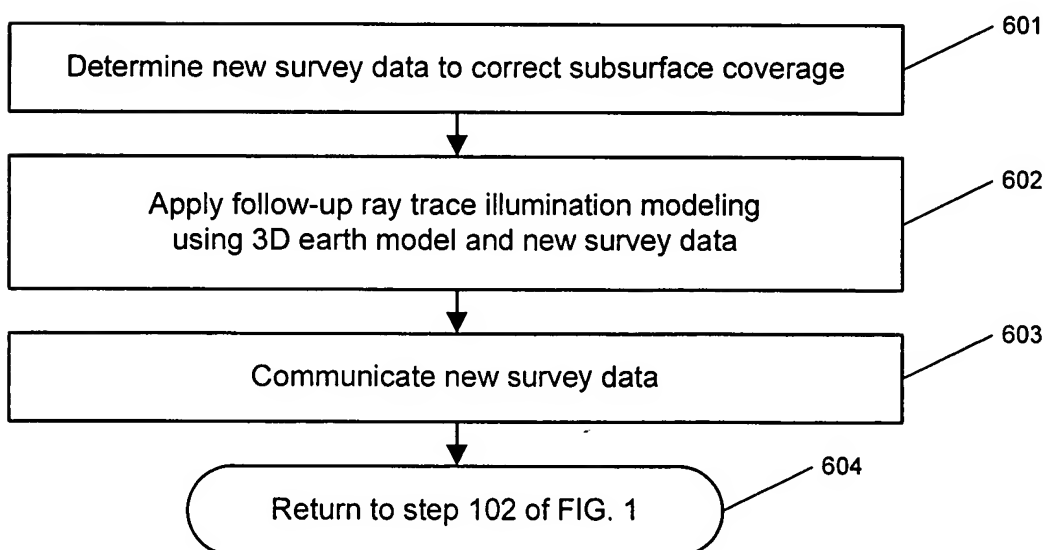 601
Determine new survey data to correct subsurface coverage
602
Apply follow-up ray trace illumination modeling
using 3D earth model and new survey data
603
Communicate new survey data
604
Return to step 102 of FIG. 1